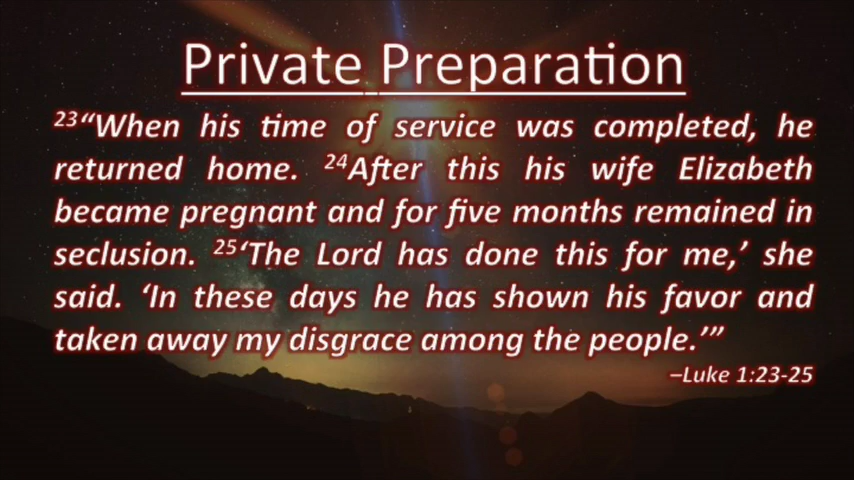 Private Preparation
23“When his time of service was completed, he
returned home. 24After this his wife Elizabeth
became pregnant and for five months remained in
seclusion. 25‘The Lord has done this for me,’ she
said. ‘In these days he has shown his favor and
taken away my disgrace among the people.’”
–Luke 1:23-25